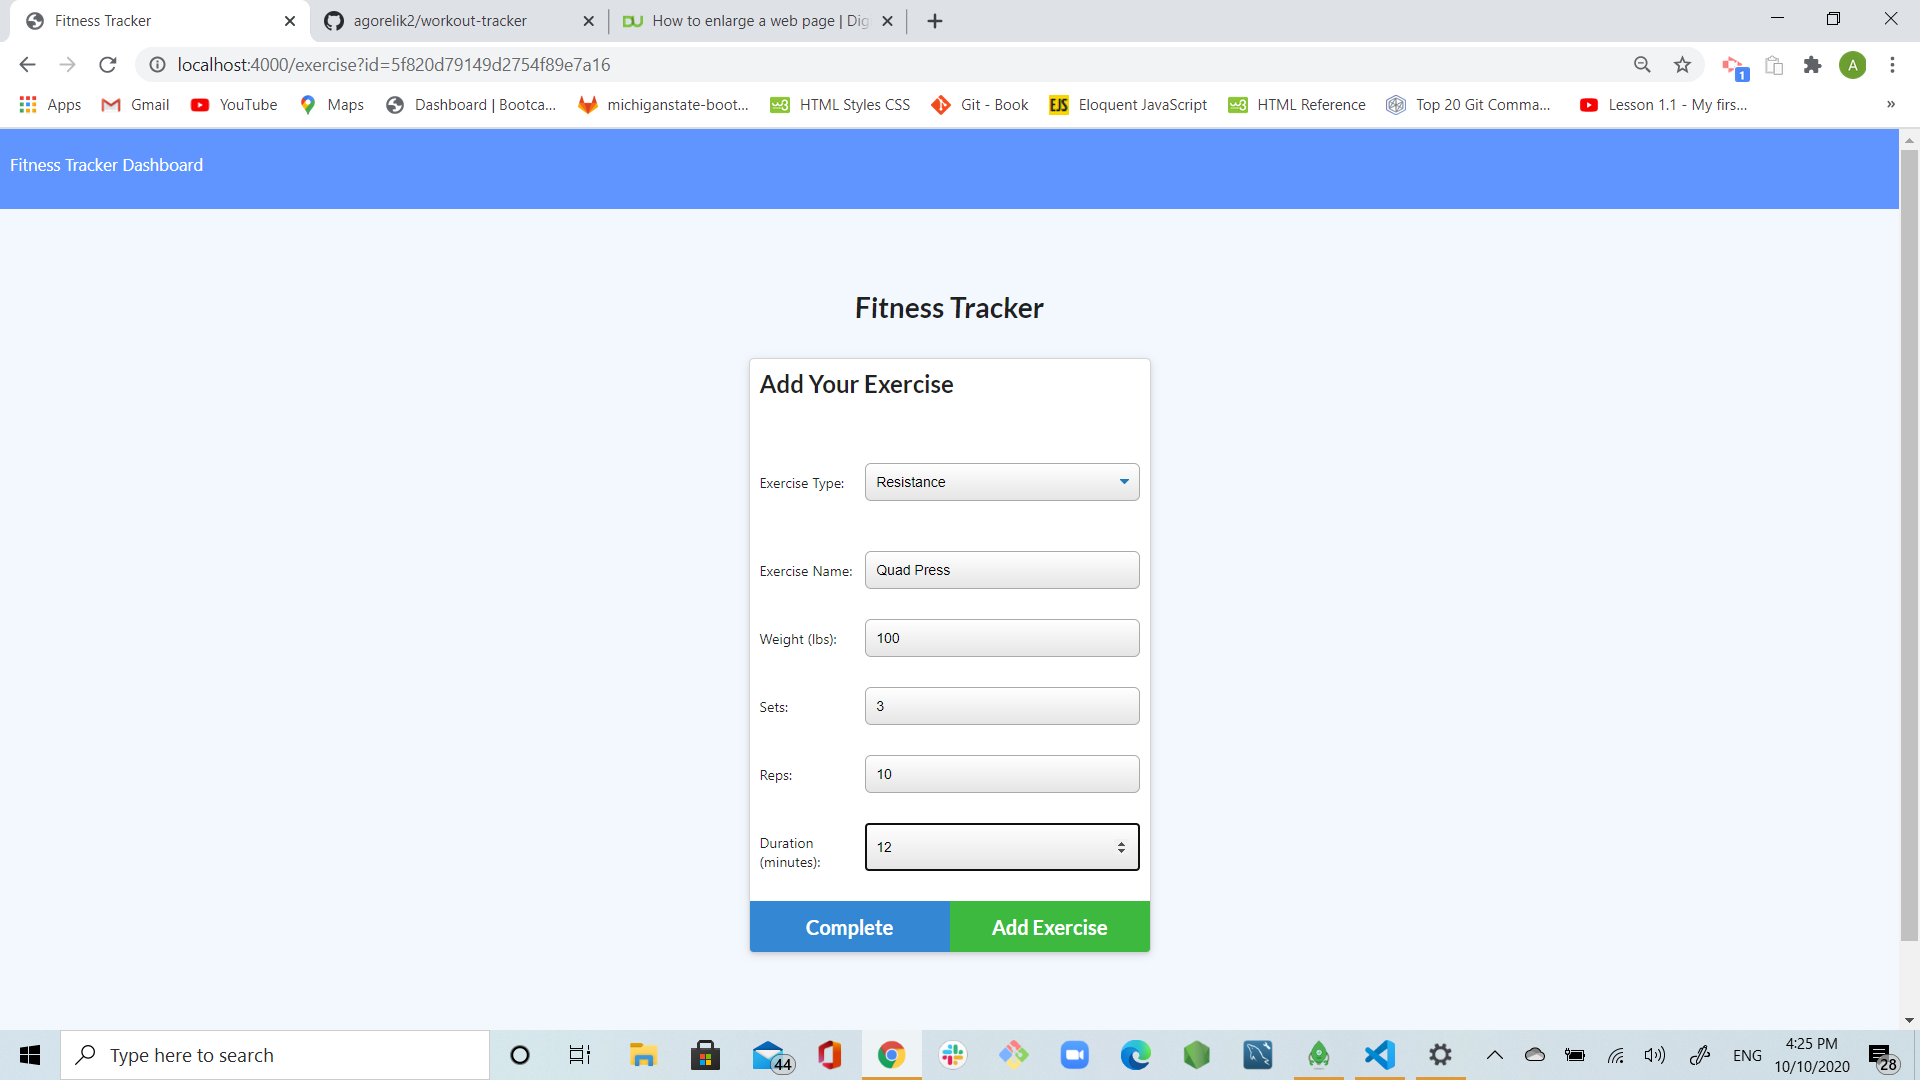 Fitness Tracker
agorelik2/workout-tracker
How to enlarge a web page | Dig
localhost:4000/exercise?id=5f820d79149d2754f89e7a16
A
1
Apps
Gmail
YouTube
Maps
Dashboard | Bootca...
michiganstate-boot...
HTML Styles CSS
Git - Book
EJS
Eloquent JavaScript
HTML Reference
Top 20 Git Comma...
Lesson 1.1 - My firs...
»
Fitness Tracker Dashboard
Fitness Tracker
Add Your Exercise
Exercise Type:
Resistance
Exercise Name:
Quad Press
Weight (lbs):
100
Sets:
3
Reps:
10
Duration
(minutes):
12
Complete
Add Exercise
Type here to search
44
ENG
4:25 PM
10/10/2020
28